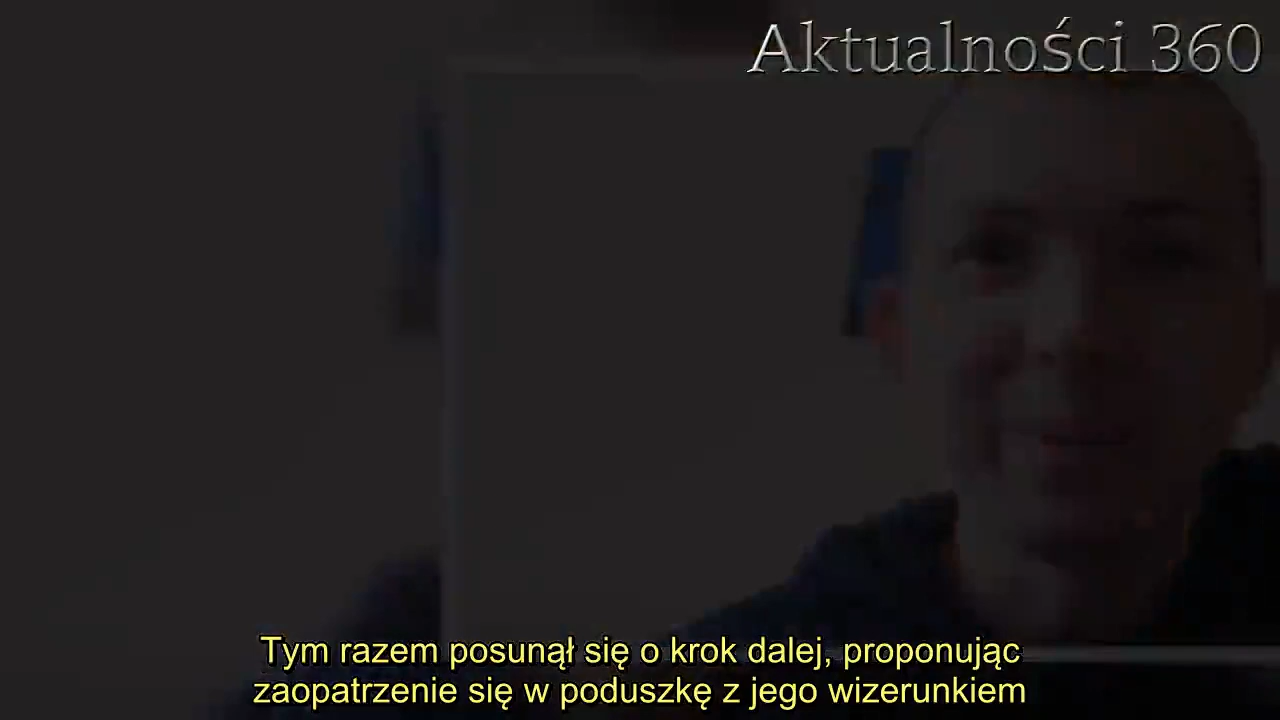 Aktualności 360
Tym razem posunął się o krok dalej, proponując
zaopatrzenie się w poduszkę z jego wizerunkiem